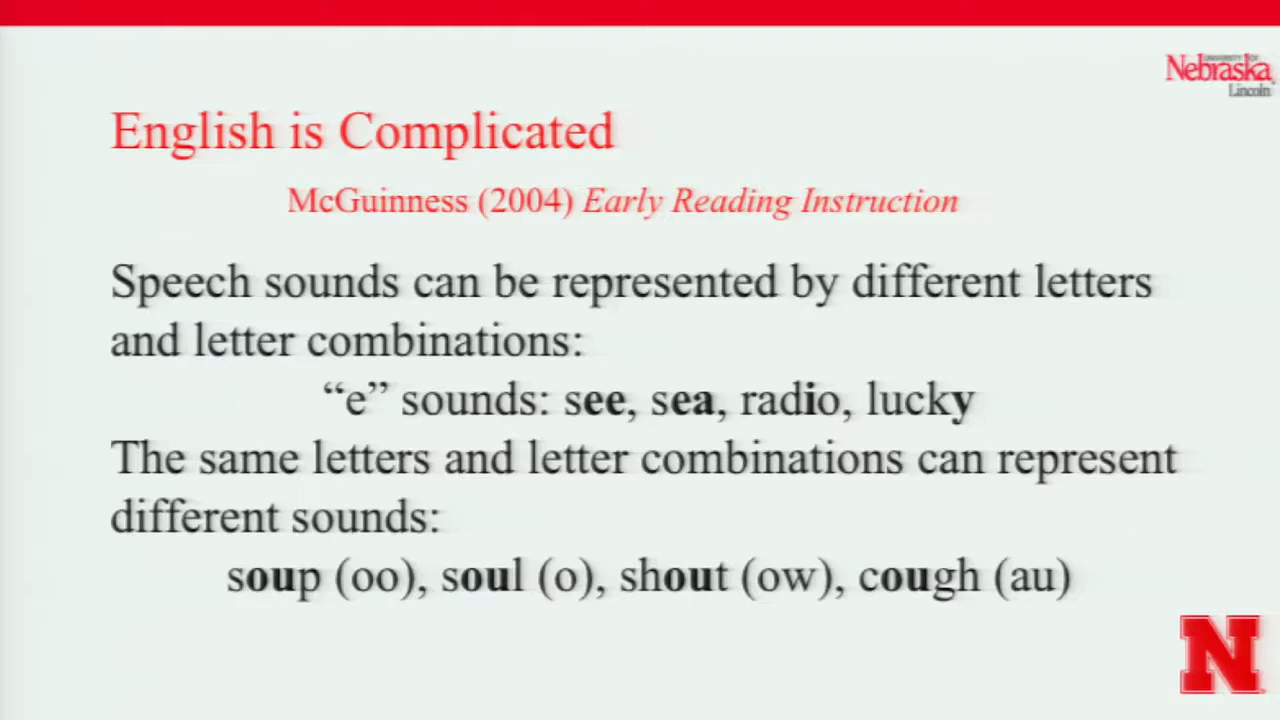 UNIVERSITY OF
Nebraska
Lincoln
English is Complicated
McGuinness (2004) Early Reading Instruction
Speech sounds can be represented by different letters
and letter combinations:
“e” sounds: see, sea, radio, lucky
The same letters and letter combinations can represent
different sounds:
soup (oo), soul (o), shout (ow), cough (au)
N